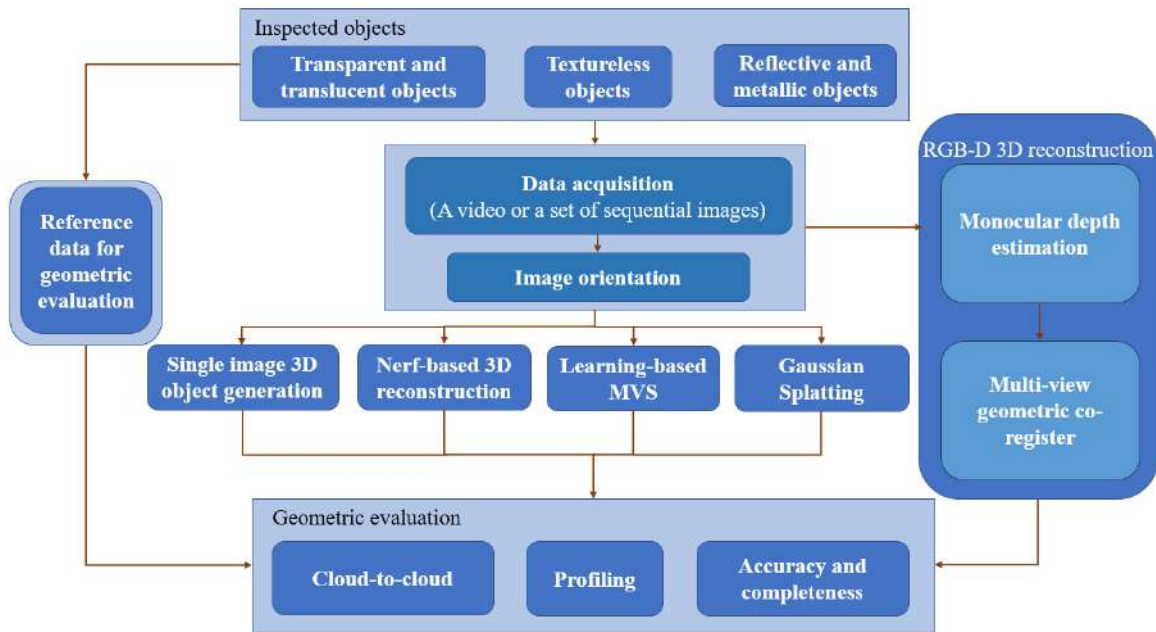 Inspected objects
Transparent and
translucent objects
Textureless
objects
Reflective and
metallic objects
Data acquisition
(A video or a set of sequential images)
Image orientation
RGB-D 3D reconstruction
Monocular depth
estimation
Multi-view
geometric co-
register
Reference
data for
geometric
evaluation
Single image 3D
object generation
Nerf-based 3D
reconstruction
Learning-based
MVS
Gaussian
Splatting
Geometric evaluation
Cloud-to-cloud
Profiling
Accuracy and
completeness